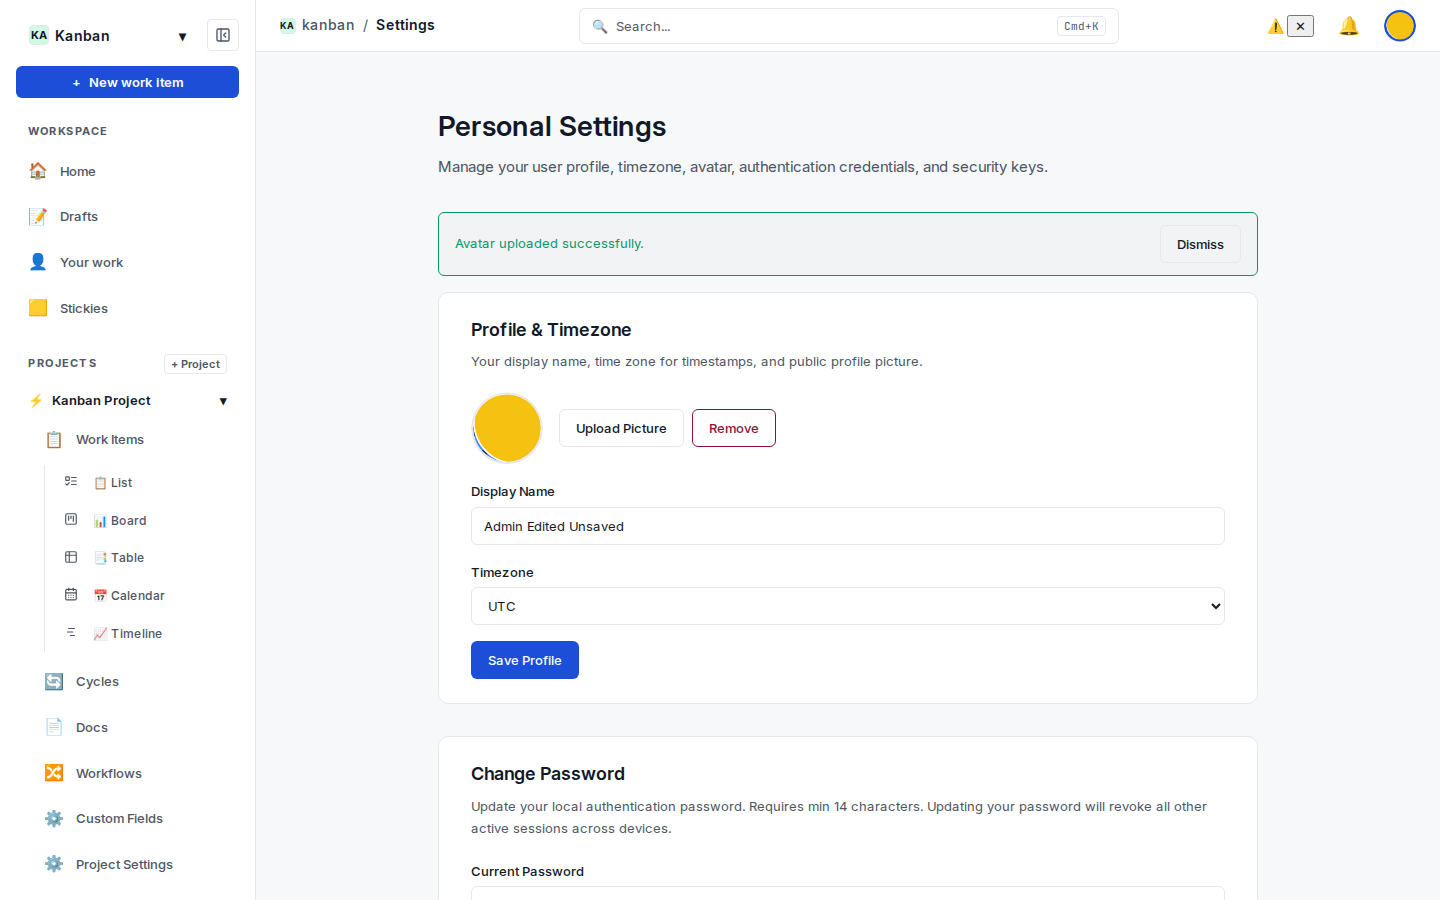 KA Kanban ▾
+ New work item
WORKSPACE
Home
Drafts
Your work
Stickies
PROJECTS
+ Project
Kanban Project ▾
Work Items
List
Board
Table
Calendar
Timeline
Cycles
Docs
Workflows
Custom Fields
Project Settings
KA kanban / Settings
Search...
Cmd+K
✕
Personal Settings
Manage your user profile, timezone, avatar, authentication credentials, and security keys.
Avatar uploaded successfully.
Dismiss
Profile & Timezone
Your display name, time zone for timestamps, and public profile picture.
Upload Picture
Remove
Display Name
Admin Edited Unsaved
Timezone
UTC
Save Profile
Change Password
Update your local authentication password. Requires min 14 characters. Updating your password will revoke all other
active sessions across devices.
Current Password